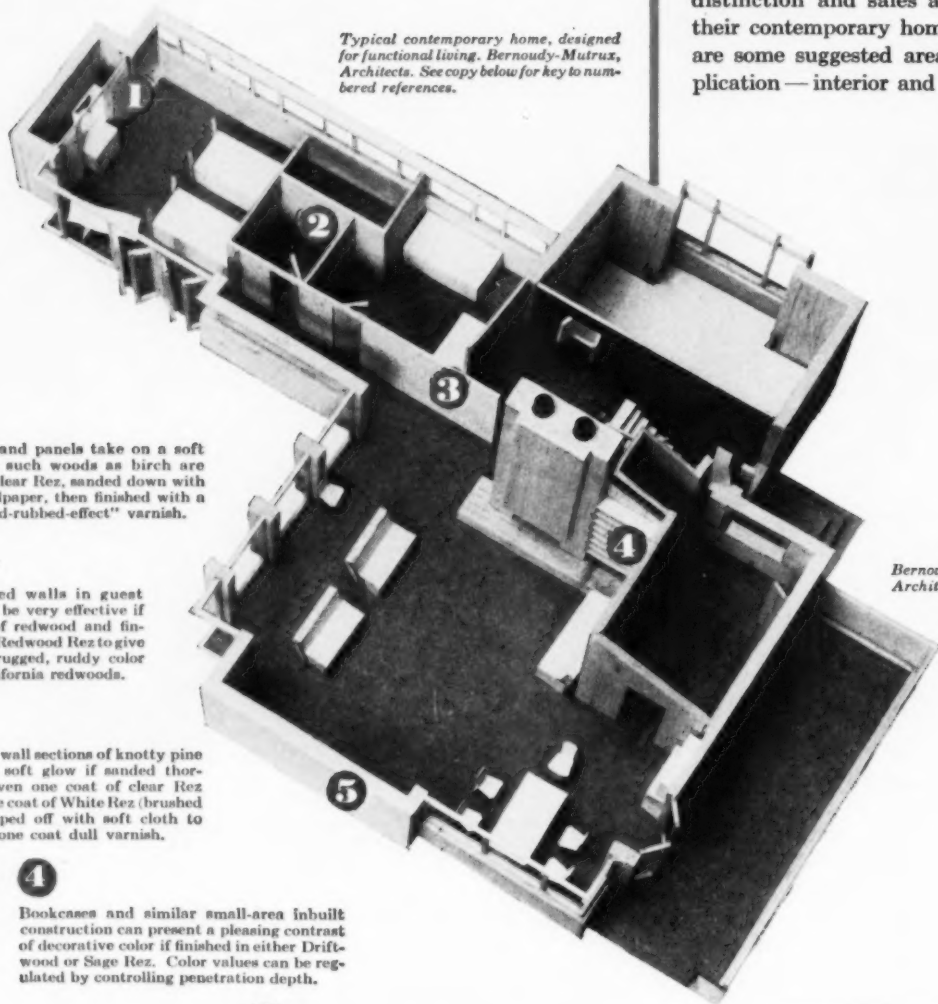 distinction and sales a
their contemporary hom
are some suggested area
plication — interior and
Typical contemporary home, designed
for functional living. Bernoudy-Mutrux,
Architects. See copy below for key to num-
bered references.
1
2
3
4
5
and panels take on a soft
such woods as birch are
lear Rez, sanded down with
dpaper, then finished with a
d-rubbed-effect" varnish.
ed walls in guest
be very effective if
f redwood and fin-
Redwood Rez to give
rugged, ruddy color
ifornia redwoods.
wall sections of knotty pine
soft glow if sanded thor-
ven one coat of clear Rez
e coat of White Rez (brushed
ped off with soft cloth to
one coat dull varnish.
4
Bookcases and similar small-area inbuilt
construction can present a pleasing contrast
of decorative color if finished in either Drift-
wood or Sage Rez. Color values can be reg-
ulated by controlling penetration depth.
Bernou
Archit